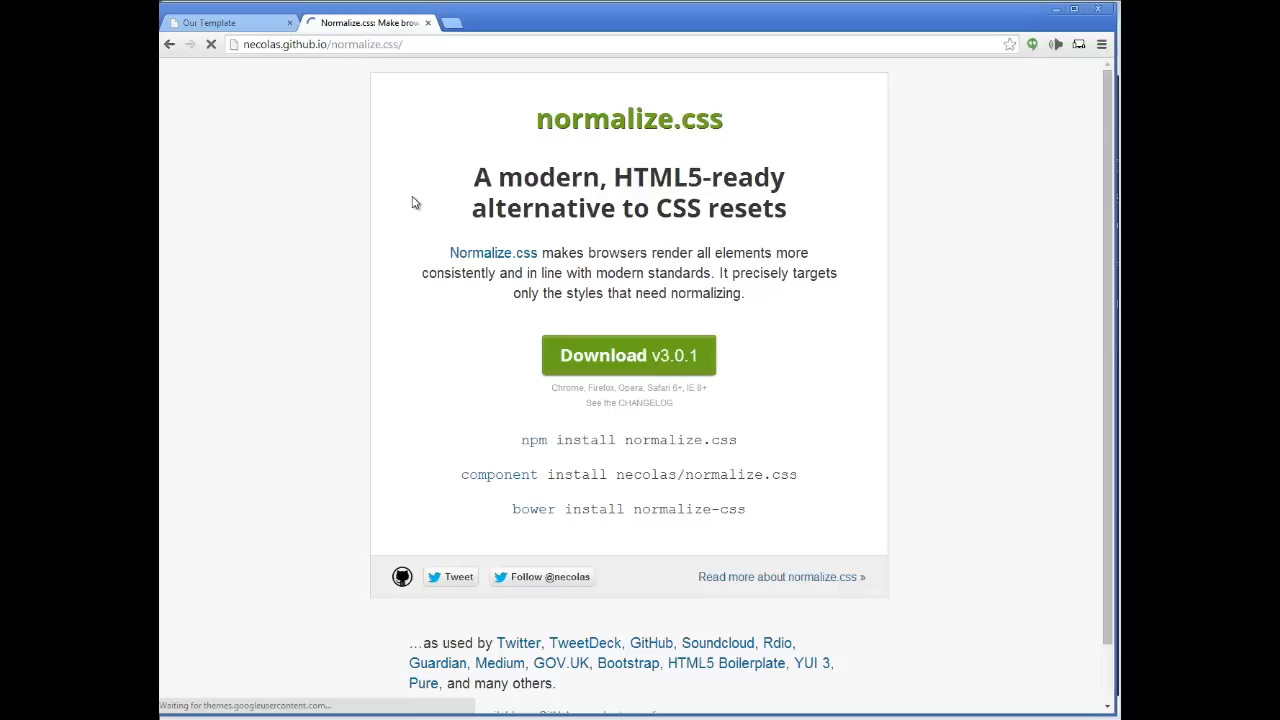 Our Template
Normalize.css: Make brow
necolas.github.io/normalize.css/
normalize.css
A modern, HTML5-ready
alternative to CSS resets
Normalize.css makes browsers render all elements more
consistently and in line with modern standards. It precisely targets
only the styles that need normalizing.
Download v3.0.1
Chrome, Firefox, Opera, Safari 6+, IE 8+
See the CHANGELOG
npm install normalize.css
component install necolas/normalize.css
bower install normalize-css
Tweet
Follow @necolas
Read more about normalize.css »
…as used by Twitter, TweetDeck, GitHub, Soundcloud, Rdio,
Guardian, Medium, GOV.UK, Bootstrap, HTML5 Boilerplate, YUI 3,
Pure, and many others.
Waiting for themes.googleusercontent.com...